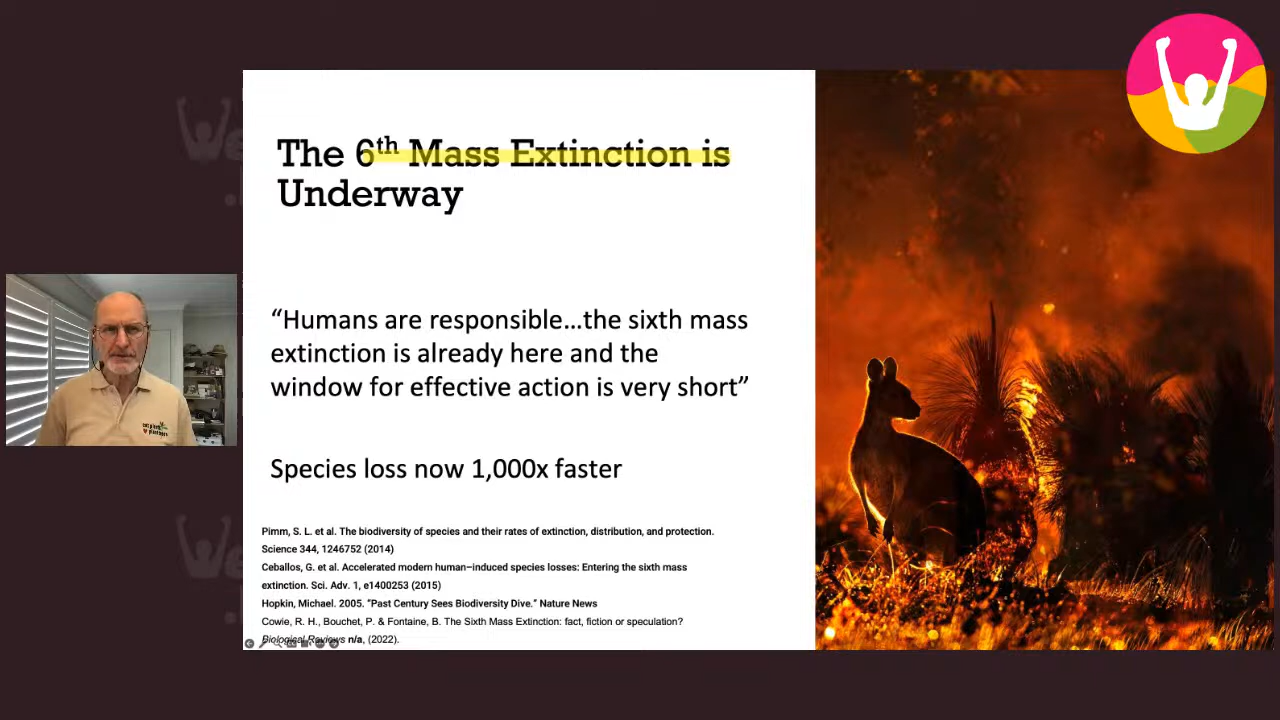 The 6th Mass Extinction is
Underway
“Humans are responsible...the sixth mass
extinction is already here and the
window for effective action is very short”
Species loss now 1,000x faster
Pimm, S. L. et al. The biodiversity of species and their rates of extinction, distribution, and protection.
Science 344, 1246752 (2014)
Ceballos, G. et al. Accelerated modern human–induced species losses: Entering the sixth mass
extinction. Sci. Adv. 1, e1400253 (2015)
Hopkin, Michael. 2005. “Past Century Sees Biodiversity Dive.” Nature News
Cowie, R. H., Bouchet, P. & Fontaine, B. The Sixth Mass Extinction: fact, fiction or speculation?
Biological Reviews n/a, (2022).